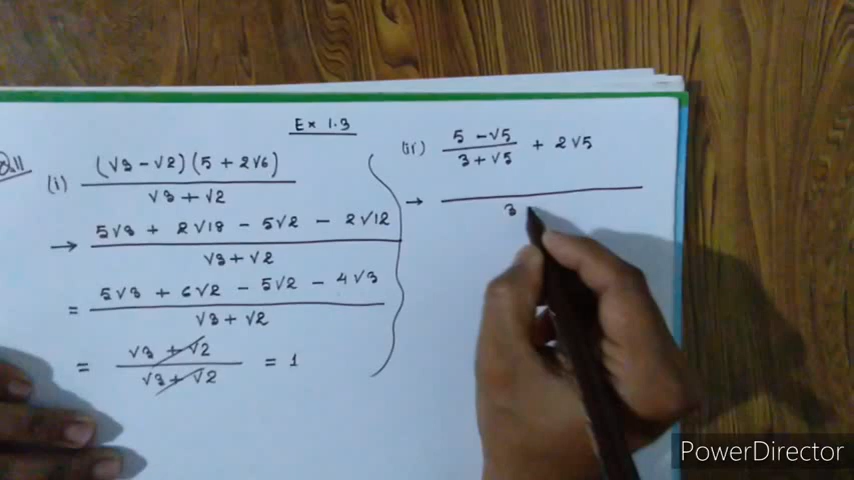 Ex 1.3
Q.11
(i) (√3 - √2) (5 + 2√6)
√3 + √2
→ 5√3 + 2√18 - 5√2 - 2√12
√3 + √2
= 5√3 + 6√2 - 5√2 - 4√3
√3 + √2
= √3 + √2
√3 + √2
= 1
(ii) 5 - √5
3 + √5
+ 2√5
→
3
PowerDirector